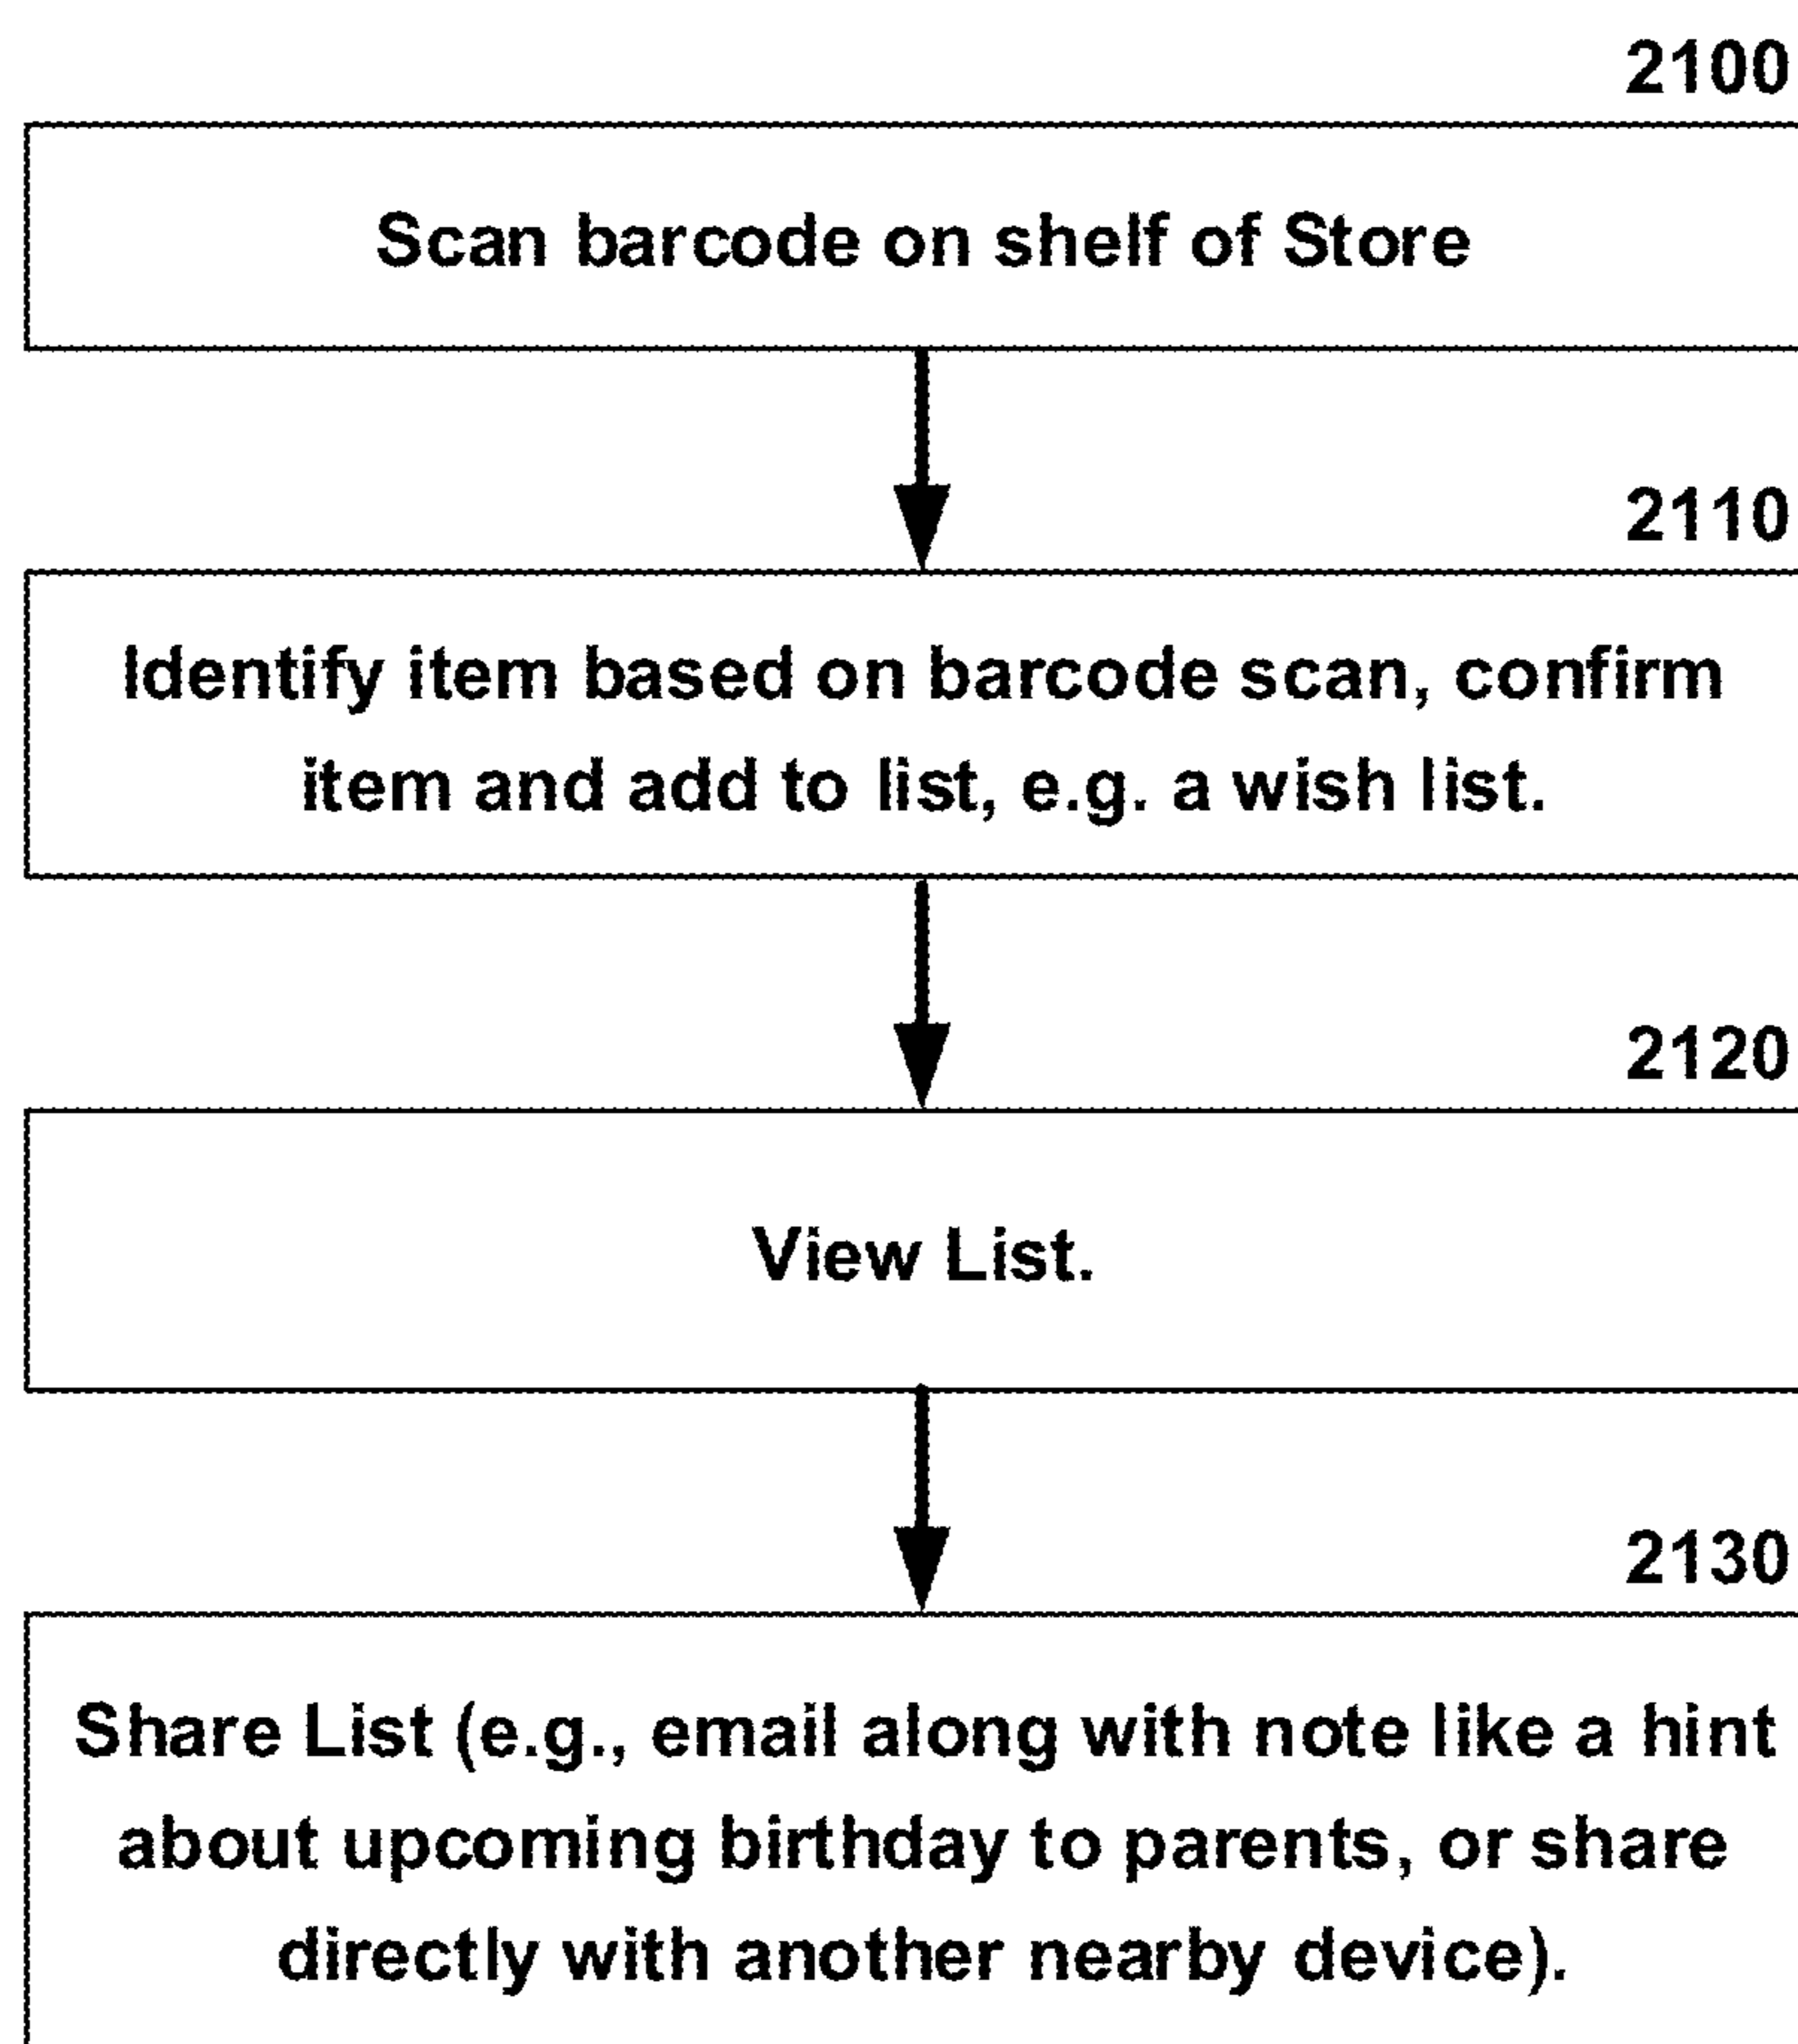 2100
Scan barcode on shelf of Store
2110
Identify item based on barcode scan, confirm
item and add to list, e.g. a wish list.
2120
View List.
2130
Share List (e.g., email along with note like a hint
about upcoming birthday to parents, or share
directly with another nearby device).